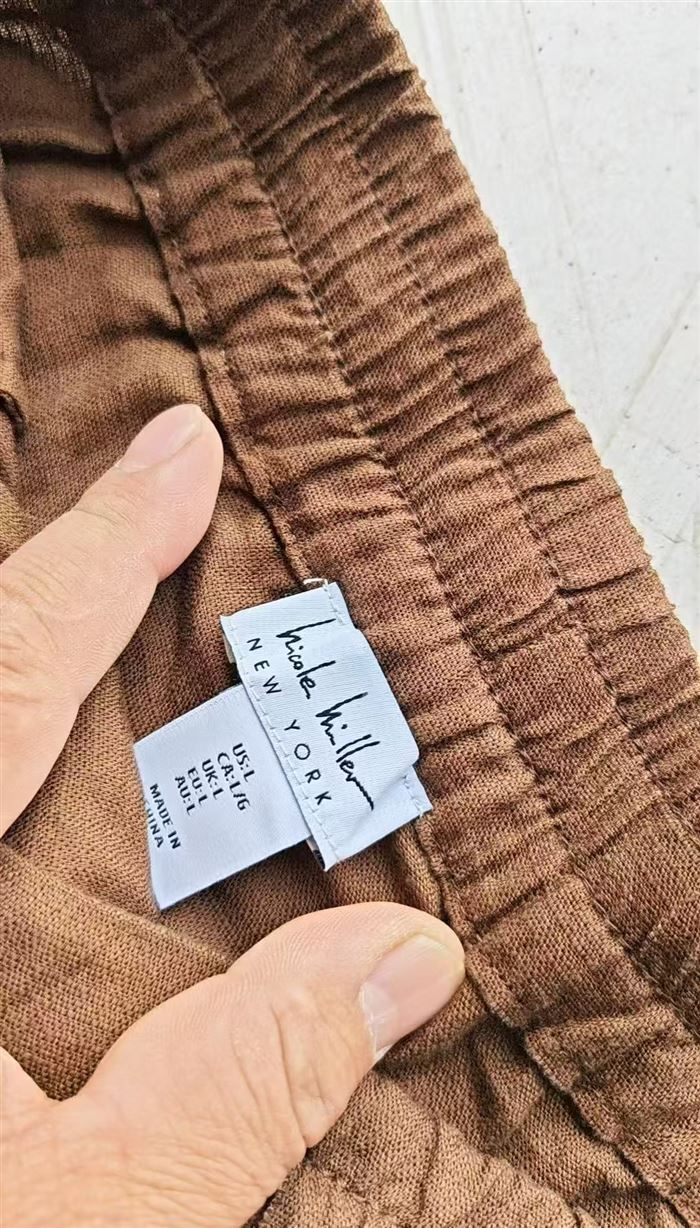 nicole miller
NEW YORK
US:L
CA:L/G
UK:L
EU:L
AU:L
MADE IN
CHINA